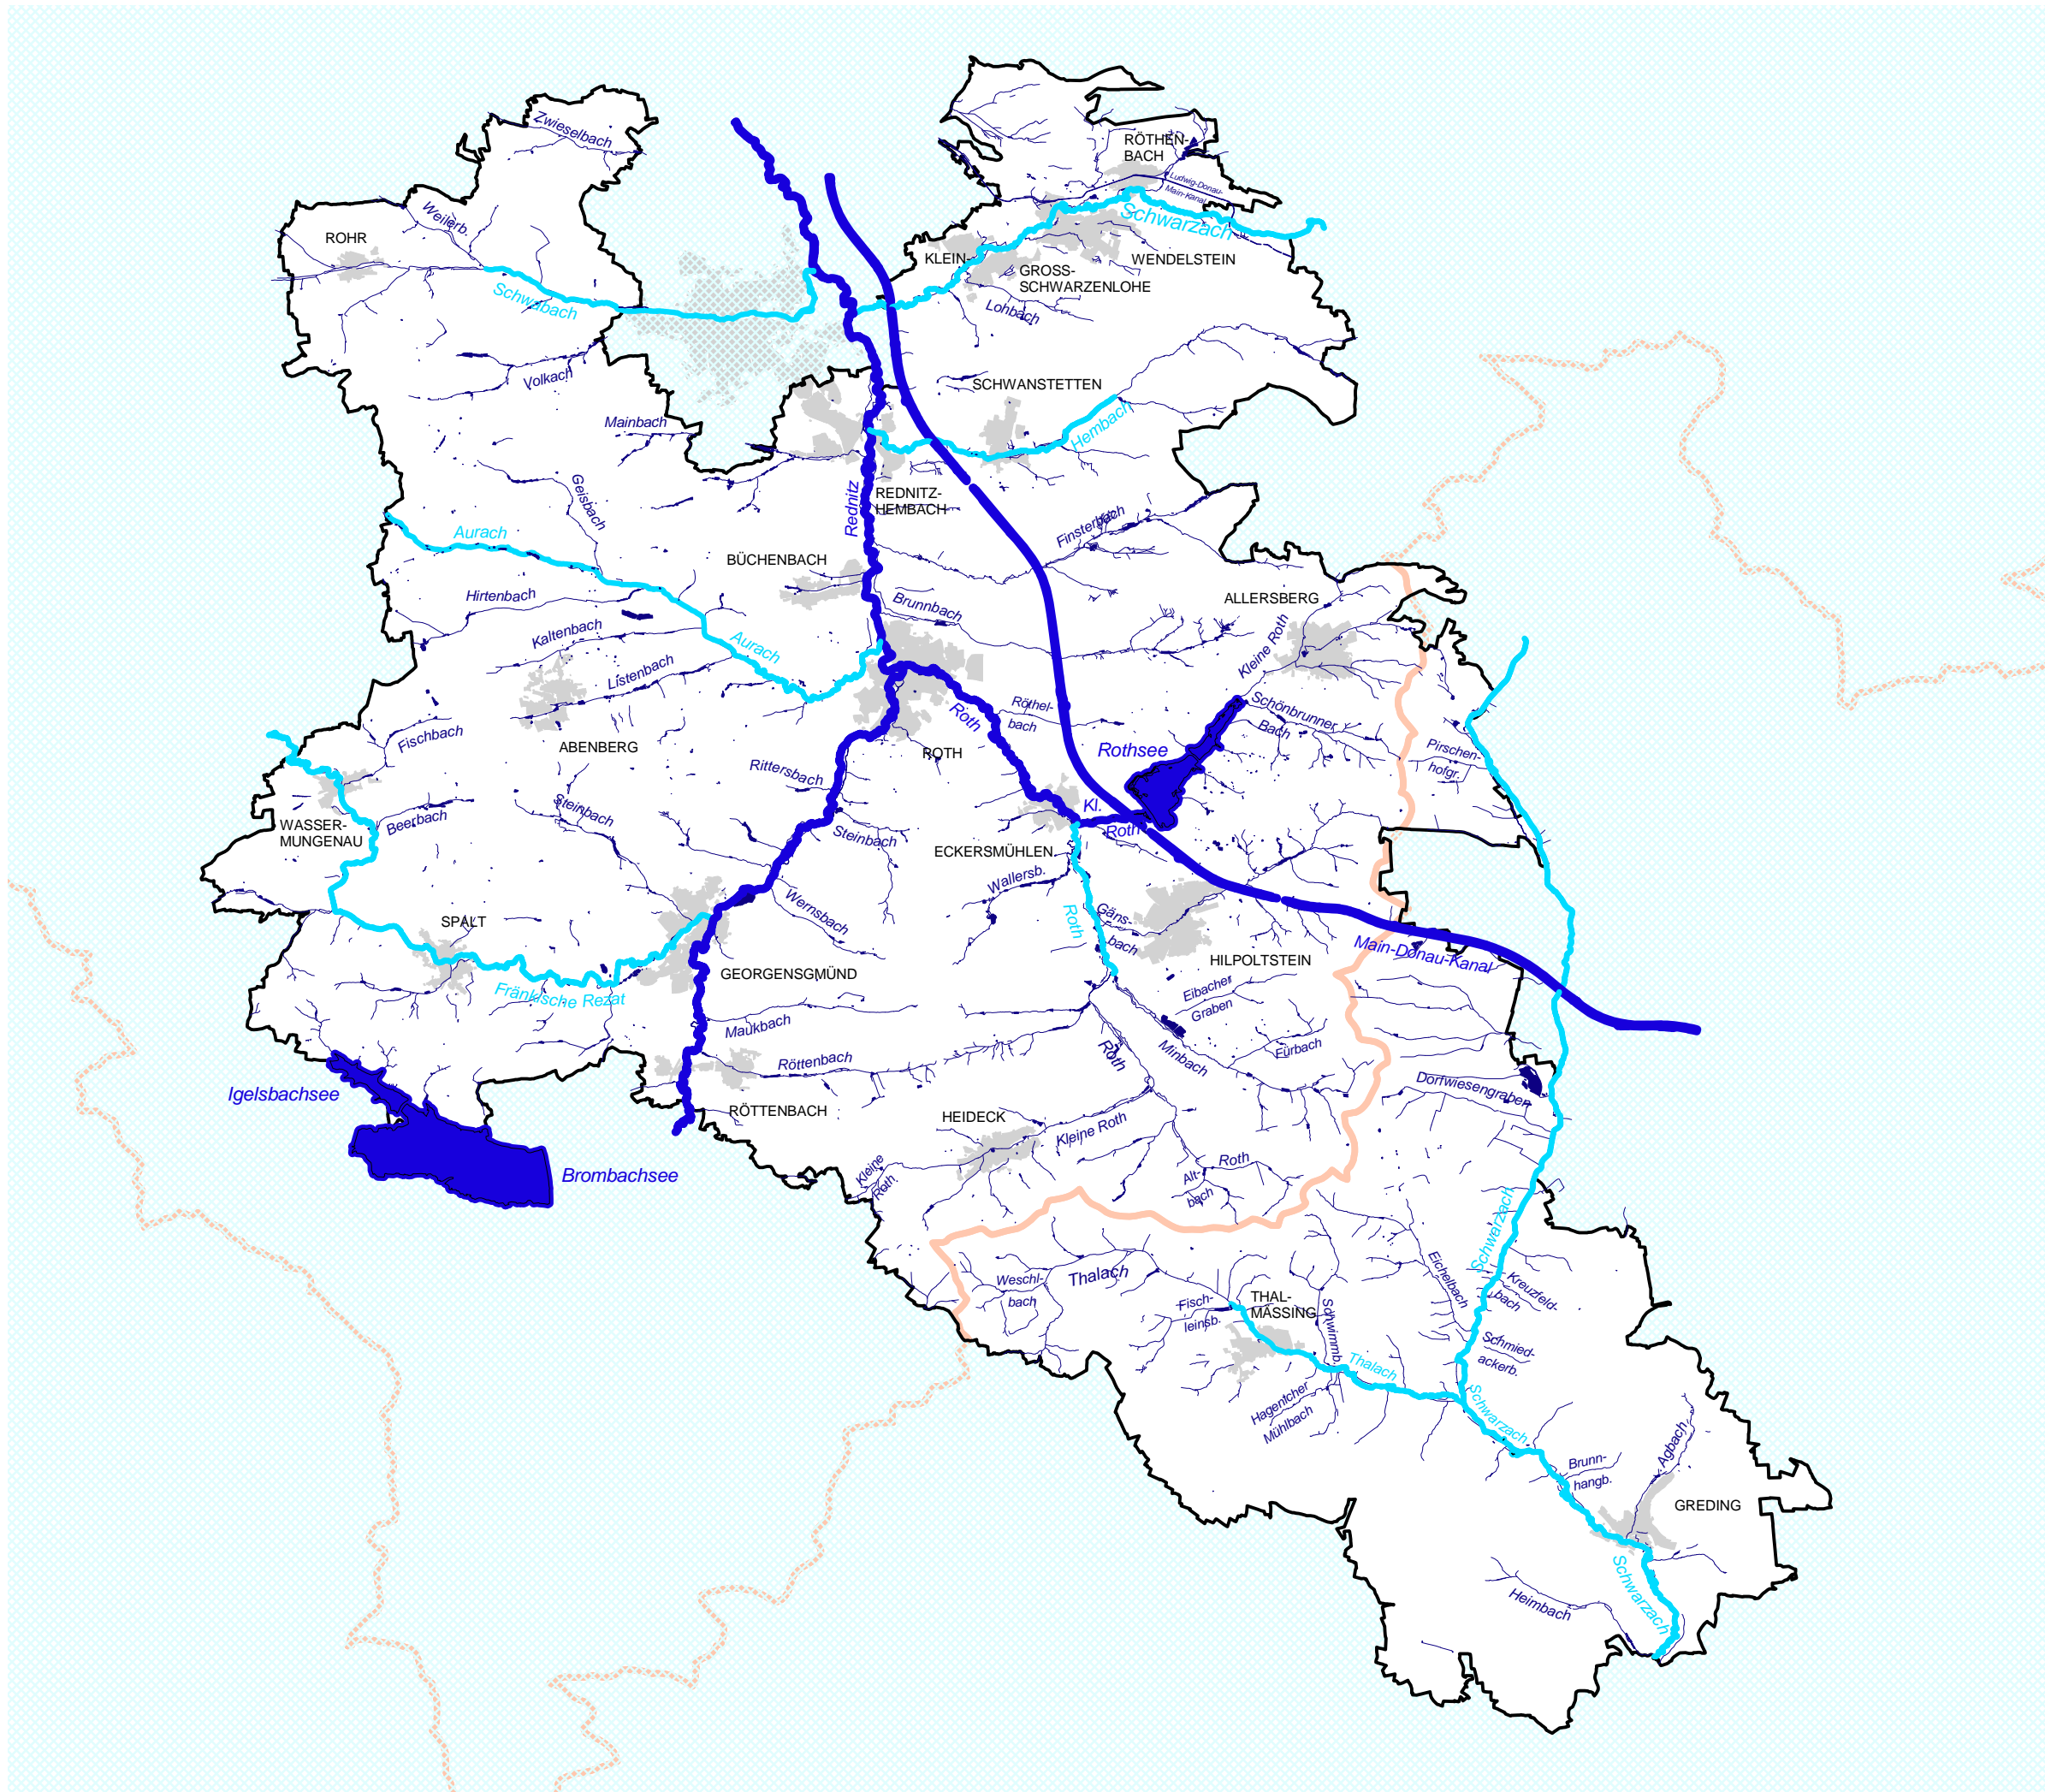 Zwieselbach
RÖTHEN-
BACH
Ludwig-Donau-
Main-Kanal
Weilerb.
Schwarzach
ROHR
KLEIN-
WENDELSTEIN
GROSS-
SCHWARZENLOHE
Schwabach
Lohbach
Volkach
SCHWANSTETTEN
Mainbach
Hembach
Geisbach
Rednitz
REDNITZ-
HEMBACH
Aurach
Finsterbach
BÜCHENBACH
Hirtenbach
Brunnbach
ALLERSBERG
Kaltenbach
Aurach
Kleine Roth
Listenbach
Schönbrunner
Bach
Röthel-
bach
Roth
Fischbach
ABENBERG
ROTH
Rothsee
Pirschen-
hofgr.
Rittersbach
Steinbach
Kl.
Roth
WASSER-
MUNGENAU
Beerbach
Steinbach
ECKERSMÜHLEN
Wallersb.
Wernsbach
Roth
Gäns-
bach
SPALT
Main-Donau-Kanal
HILPOLTSTEIN
GEORGENSGMÜND
Fränkische Rezat
Eibacher
Graben
Maukbach
Roth
Minbach
Fürbach
Röttenbach
Igelsbachsee
Dorfwiesengraben
RÖTTENBACH
HEIDECK
Kleine Roth
Brombachsee
Kleine
Roth
Alt-
bach
Roth
Schwarzach
Eichelbach
Weschl-
bach
Thalach
Kreuzfeld-
bach
Fisch-
leinsb.
THAL-
MÄSSING
Schwimmb.
Schmied-
ackerb.
Thalach
Hagenicher
Mühlbach
Schwarzach
Agbach
Brunn-
hangb.
GREDING
Schwarzach
Heimbach